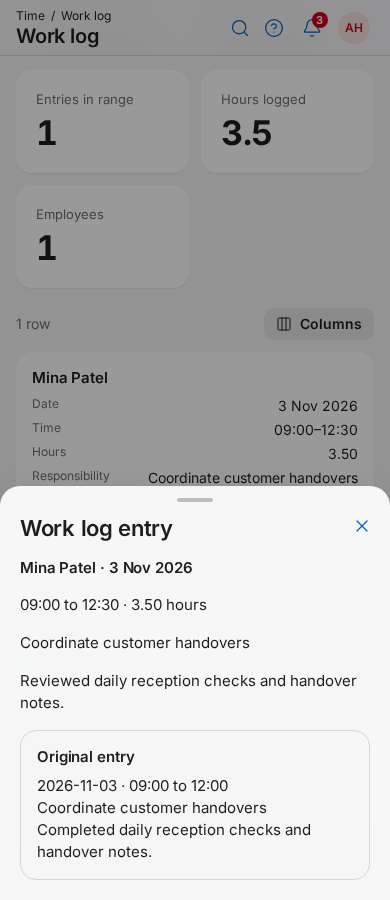 Time / Work log
Work log
3
AH
Entries in range
1
Hours logged
3.5
Employees
1
1 row
Columns
Mina Patel
Date
3 Nov 2026
Time
09:00–12:30
Hours
3.50
Responsibility
Coordinate customer handovers
Work log entry
Mina Patel · 3 Nov 2026
09:00 to 12:30 · 3.50 hours
Coordinate customer handovers
Reviewed daily reception checks and handover
notes.
Original entry
2026-11-03 · 09:00 to 12:00
Coordinate customer handovers
Completed daily reception checks and
handover notes.